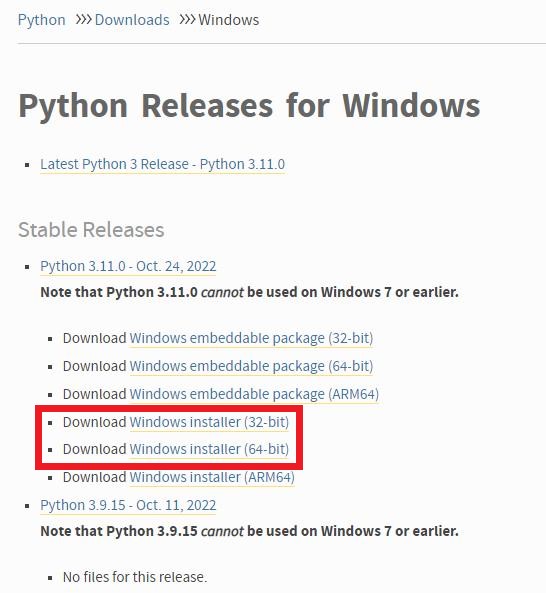 Python >>> Downloads >>> Windows
Python Releases for Windows
Latest Python 3 Release - Python 3.11.0
Stable Releases
Python 3.11.0 - Oct. 24, 2022
Note that Python 3.11.0 cannot be used on Windows 7 or earlier.
Download Windows embeddable package (32-bit)
Download Windows embeddable package (64-bit)
Download Windows embeddable package (ARM64)
Download Windows installer (32-bit)
Download Windows installer (64-bit)
Download Windows installer (ARM64)
Python 3.9.15 - Oct. 11, 2022
Note that Python 3.9.15 cannot be used on Windows 7 or earlier.
No files for this release.